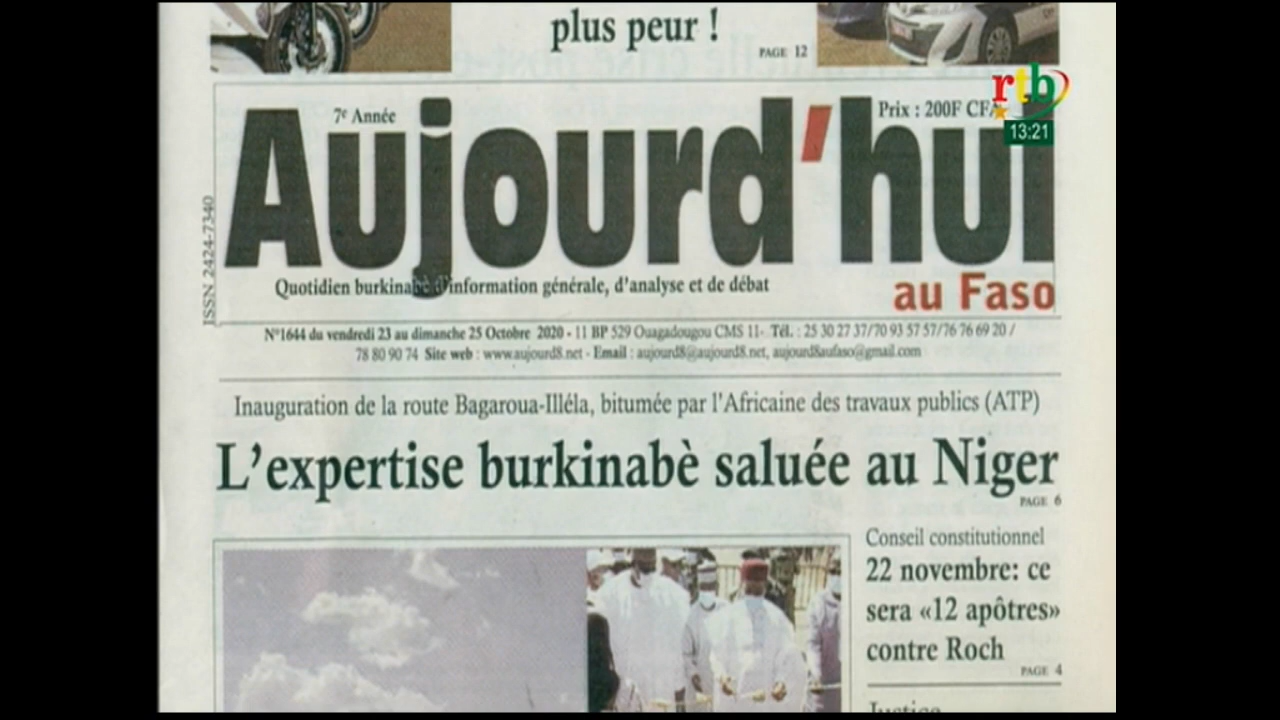 plus peur !
PAGE 12
rtb
13:21
7e Année
Prix : 200F CFA
Aujourd'hui
au Faso
ISSN 2424-7340
Quotidien burkinabè d'information générale, d'analyse et de débat
N°1644 du vendredi 23 au dimanche 25 Octobre 2020 - 11 BP 529 Ouagadougou CMS 11- Tél. : 25 30 27 37/70 93 57 57/76 76 69 20 /
78 80 90 74 Site web : www.aujourd8.net - Email : aujourd8@aujourd8.net, aujourd8aufaso@gmail.com
Inauguration de la route Bagaroua-Illéla, bitumée par l'Africaine des travaux publics (ATP)
L'expertise burkinabè saluée au Niger
PAGE 6
Conseil constitutionnel
22 novembre: ce
sera «12 apôtres»
contre Roch
PAGE 4
Justice